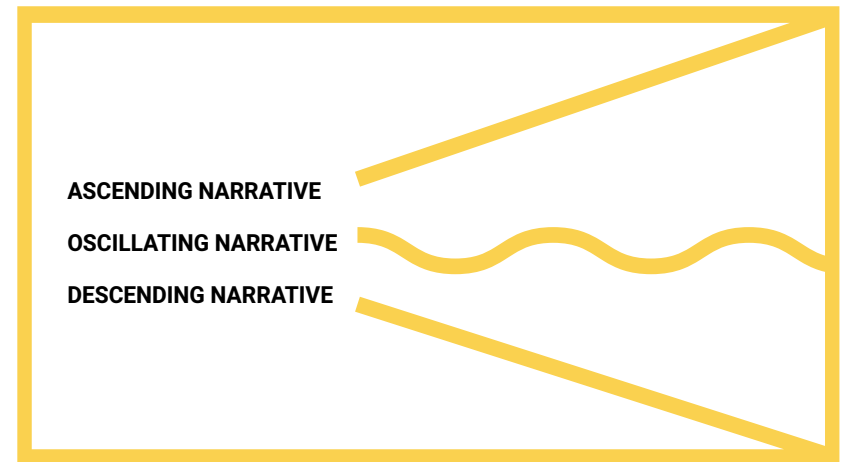 ASCENDING NARRATIVE
OSCILLATING NARRATIVE
DESCENDING NARRATIVE